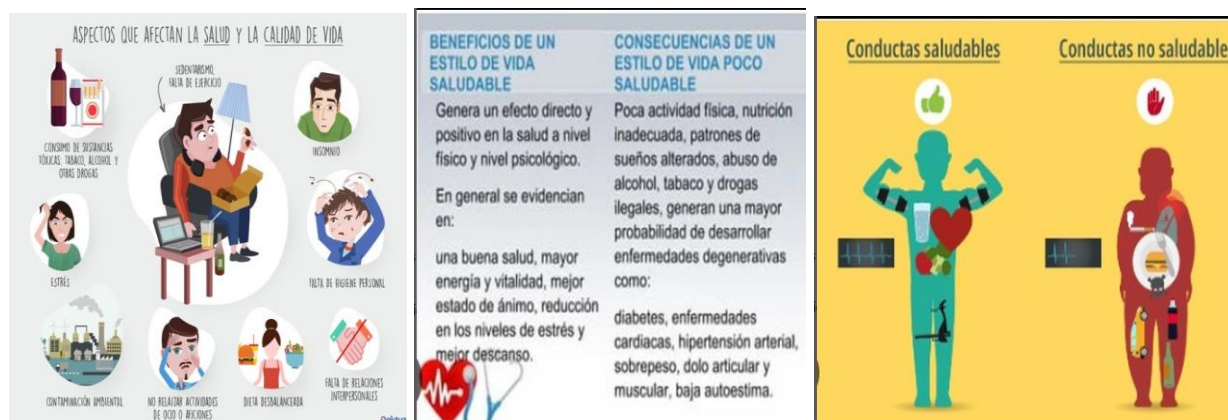 ASPECTOS QUE AFECTAN LA SALUD Y LA CALIDAD DE VIDA
SEDENTARISMO,
FALTA DE EJERCICIO
CONSUMO DE SUSTANCIAS
TÓXICAS: TABACO, ALCOHOL Y
OTRAS DROGAS
INSOMNIO
ESTRÉS
FALTA DE HIGIENE PERSONAL
CONTAMINACIÓN AMBIENTAL
NO REALIZAR ACTIVIDADES
DE OCIO O AFICIONES
DIETA DESBALANCEADA
FALTA DE RELACIONES
INTERPERSONALES
BENEFICIOS DE UN
ESTILO DE VIDA
SALUDABLE
Genera un efecto directo y
positivo en la salud a nivel
físico y nivel psicológico.
En general se evidencian
en:
una buena salud, mayor
energía y vitalidad, mejor
estado de ánimo, reducción
en los niveles de estrés y
mejor descanso.
CONSECUENCIAS DE UN
ESTILO DE VIDA POCO
SALUDABLE
Poca actividad física, nutrición
inadecuada, patrones de
sueños alterados, abuso de
alcohol, tabaco y drogas
ilegales, generan una mayor
probabilidad de desarrollar
enfermedades degenerativas
como:
diabetes, enfermedades
cardiacas, hipertensión arterial,
sobrepeso, dolo articular y
muscular, baja autoestima.
Conductas saludables
Conductas no saludable